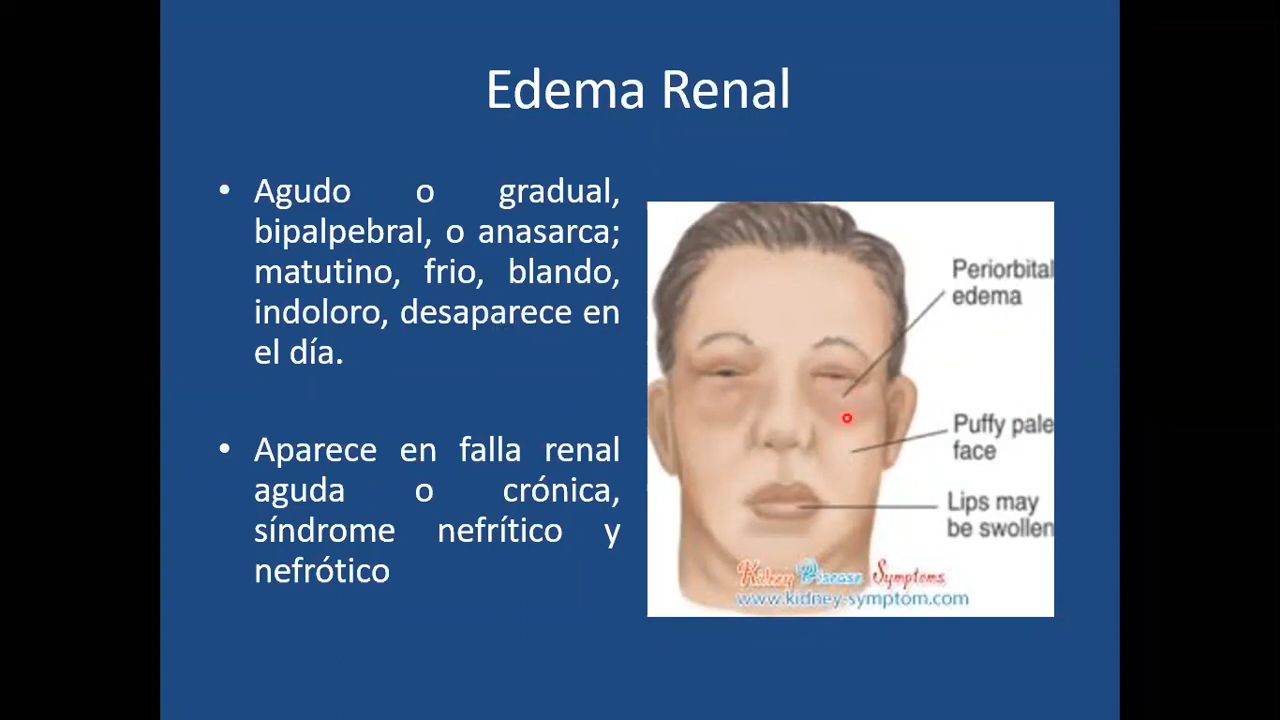 Edema Renal
• Agudo o gradual,
bipalpebral, o anasarca;
matutino, frio, blando,
indoloro, desaparece en
el día.
• Aparece en falla renal
aguda o crónica,
síndrome nefrítico y
nefrótico
Periorbital
edema
Puffy pale
face
Lips may
be swollen
Kidney Disease Symptoms
www.kidney-symptom.com